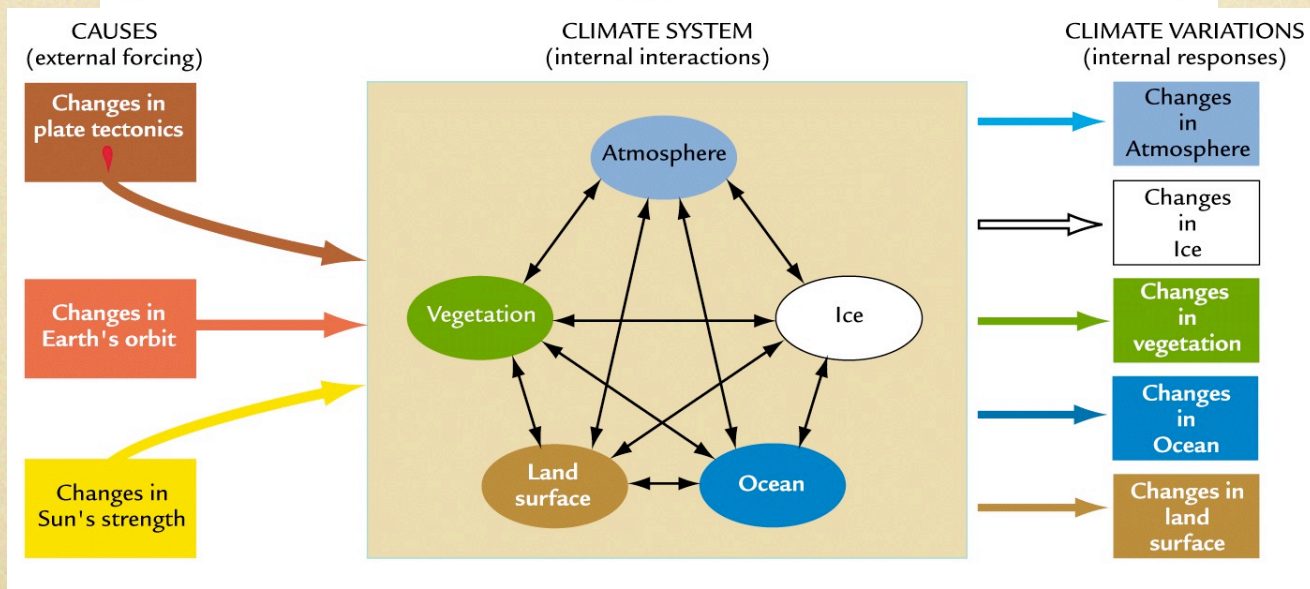 CAUSES
(external forcing)
Changes in
plate tectonics
Changes in
Earth's orbit
Changes in
Sun's strength
CLIMATE SYSTEM
(internal interactions)
Atmosphere
Vegetation
Ice
Land
surface
Ocean
CLIMATE VARIATIONS
(internal responses)
Changes
in
Atmosphere
Changes
in
Ice
Changes
in
vegetation
Changes
in
Ocean
Changes in
land
surface